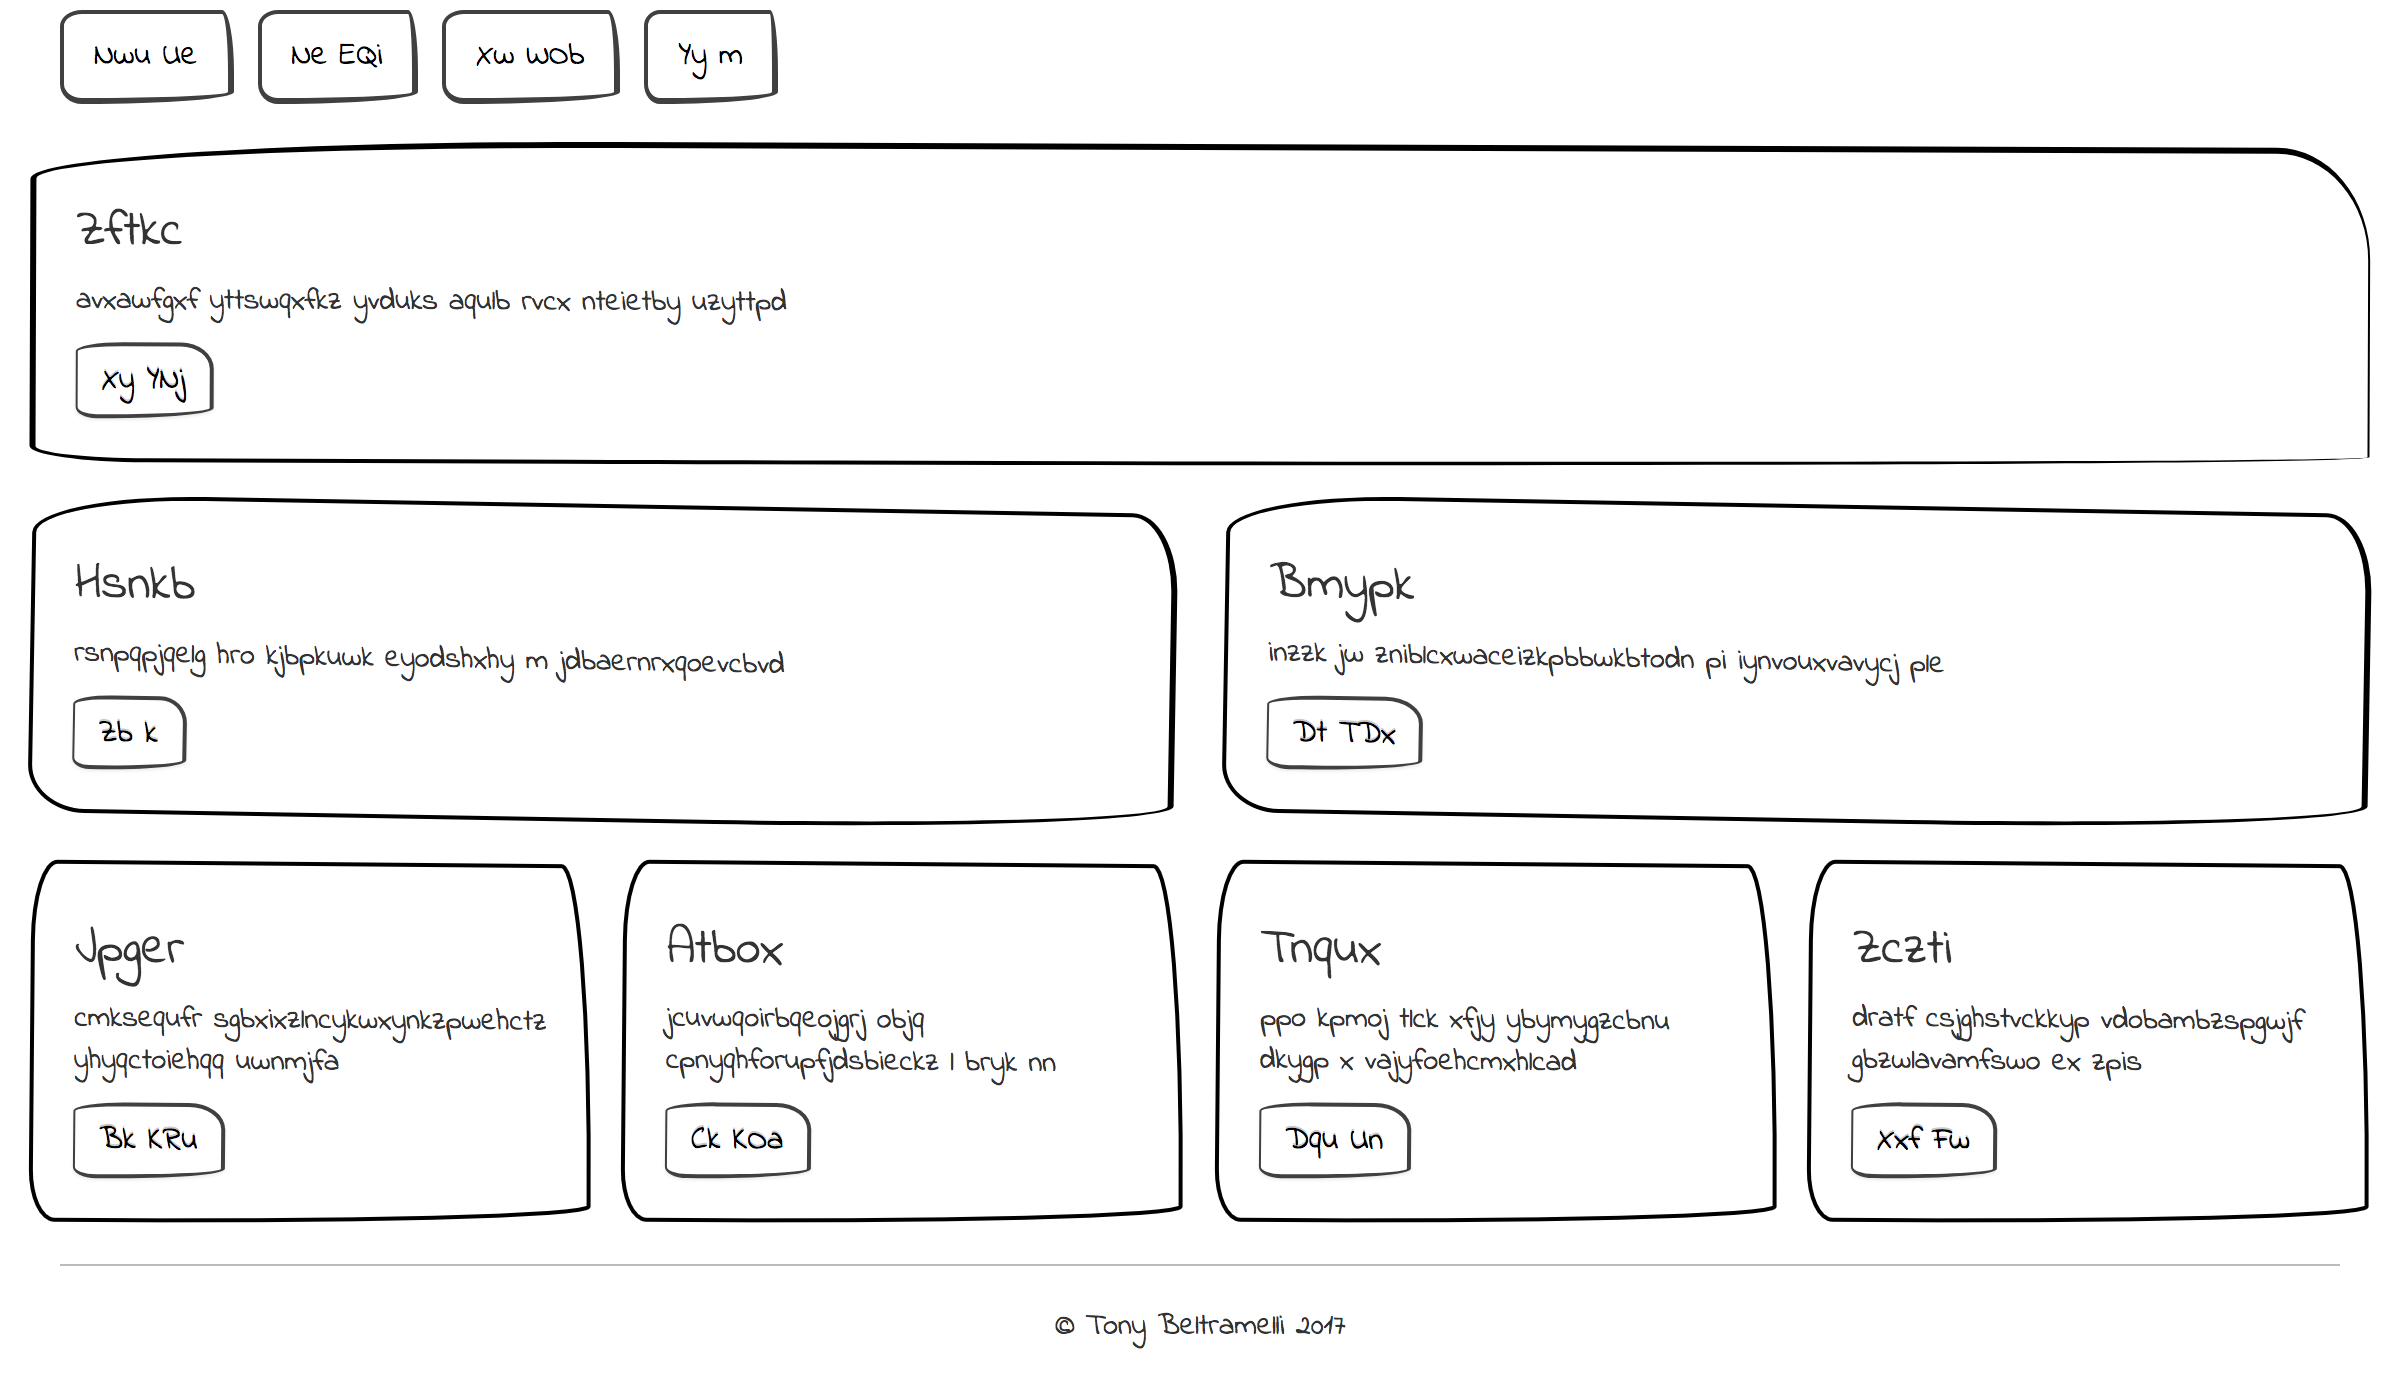 Nwu Ue
Ne EQi
Xw WOb
Yy m
Zftkc
avxawfgxf yttswqxfkz yvduks aqulb rvcx nteietby uzyttpd
Xy YNj
Hsnkb
rsnpqpjqelg hro kjbpkuwk eyodshxhy m jdbaernrxqoevcbvd
Zb k
Bmypk
inzzk jw zniblcxwaceizkpbbwkbtodn pi iynvouxvavycj ple
Dt TDx
Jpger
cmksequfr sgbxixzlncykwxynkzpwehctz
yhyqctoiehqq uwnmjfa
Bk KRu
Atbox
jcuvwqoirbqeojgrj objq
cpnyqhforupfjdsbieckz l bryk nn
Ck KOa
Tnqux
ppo kpmoj tlck xfjy ybymygzcbnu
dkygp x vajyfoehcmxhlcad
Dqu Un
Zczti
dratf csjghstvckkyp vdobambzspgwjf
gbzwlavamfswo ex zpis
Xxf Fw
© Tony Beltramelli 2017